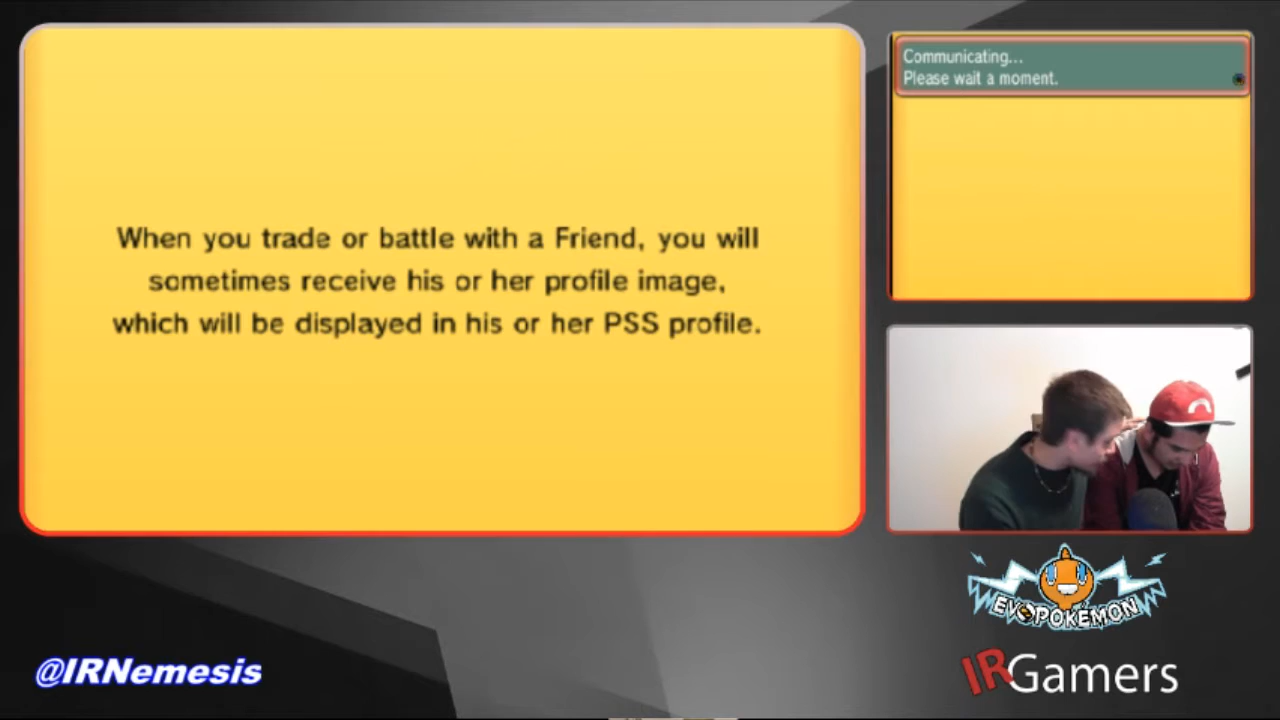 Communicating...
Please wait a moment.
When you trade or battle with a Friend, you will
sometimes receive his or her profile image,
which will be displayed in his or her PSS profile.
EVOPOKEMON
@IRNemesis
IRGamers